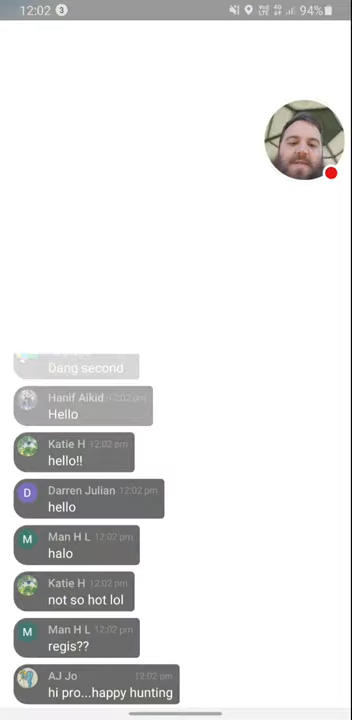 12:02 3 94%
Dang second
Hanif Aikid 12:02 pm
Hello
Katie H 12:02 pm
hello!!
D Darren Julian 12:02 pm
hello
M Man H L 12:02 pm
halo
Katie H 12:02 pm
not so hot lol
M Man H L 12:02 pm
regis??
AJ Jo 12:02 pm
hi pro...happy hunting